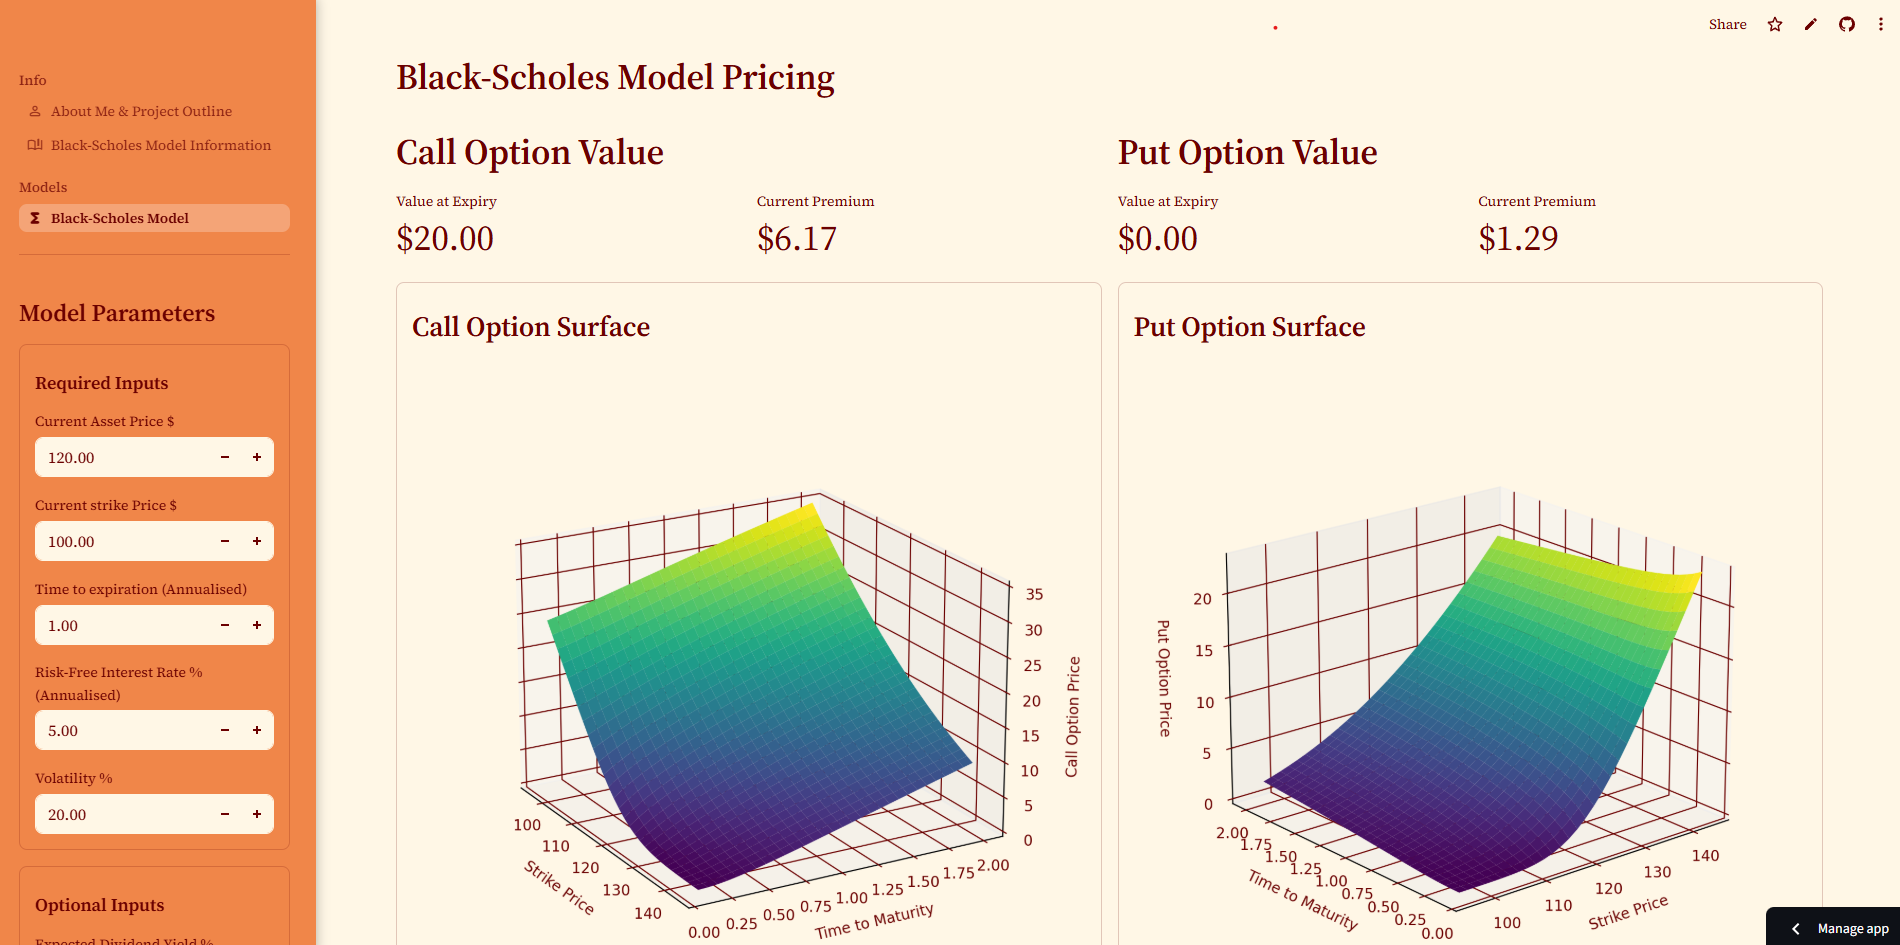 Share
Info
About Me & Project Outline
Black-Scholes Model Information
Models
Black-Scholes Model
Model Parameters
Required Inputs
Current Asset Price $
120.00
Current strike Price $
100.00
Time to expiration (Annualised)
1.00
Risk-Free Interest Rate %
(Annualised)
5.00
Volatility %
20.00
Optional Inputs
Expected Dividend Yield %
Black-Scholes Model Pricing
Call Option Value
Value at Expiry
$20.00
Current Premium
$6.17
Put Option Value
Value at Expiry
$0.00
Current Premium
$1.29
Call Option Surface
35
30
25
20
15
10
5
0
Call Option Price
100
110
120
130
140
Strike Price
0.00
0.25
0.50
0.75
1.00
1.25
1.50
1.75
2.00
Time to Maturity
Put Option Surface
20
15
10
5
0
Put Option Price
2.00
1.75
1.50
1.25
1.00
0.75
0.50
0.25
0.00
Time to Maturity
100
110
120
130
140
Strike Price
Manage app